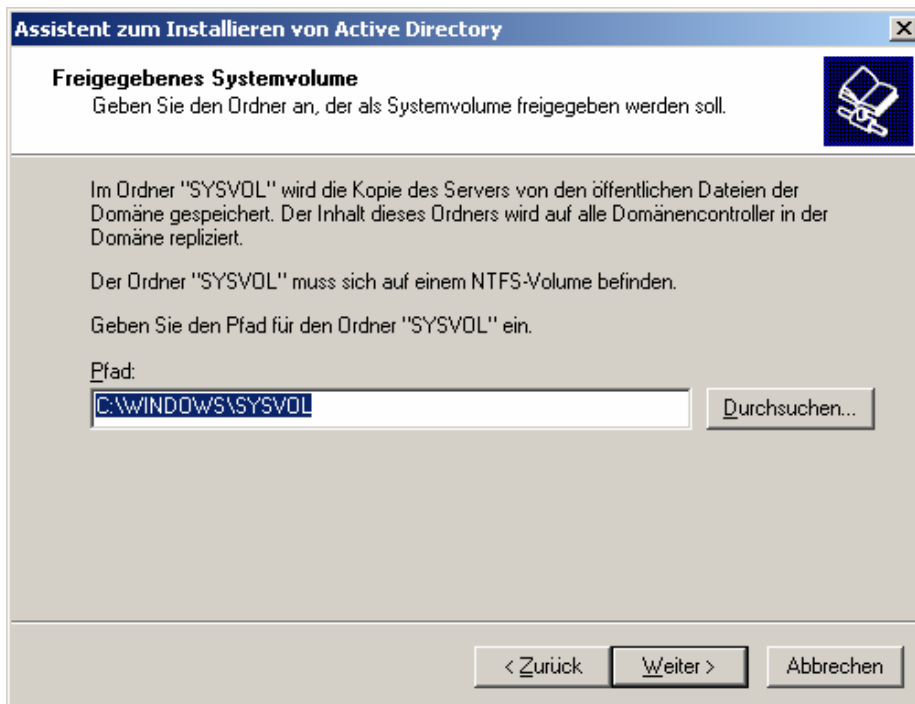 Assistent zum Installieren von Active Directory
Freigegebenes Systemvolume
Geben Sie den Ordner an, der als Systemvolume freigegeben werden soll.
Im Ordner "SYSVOL" wird die Kopie des Servers von den öffentlichen Dateien der
Domäne gespeichert. Der Inhalt dieses Ordners wird auf alle Domänencontroller in der
Domäne repliziert.
Der Ordner "SYSVOL" muss sich auf einem NTFS-Volume befinden.
Geben Sie den Pfad für den Ordner "SYSVOL" ein.
Pfad:
C:\WINDOWS\SYSVOL
Durchsuchen...
< Zurück
Weiter >
Abbrechen